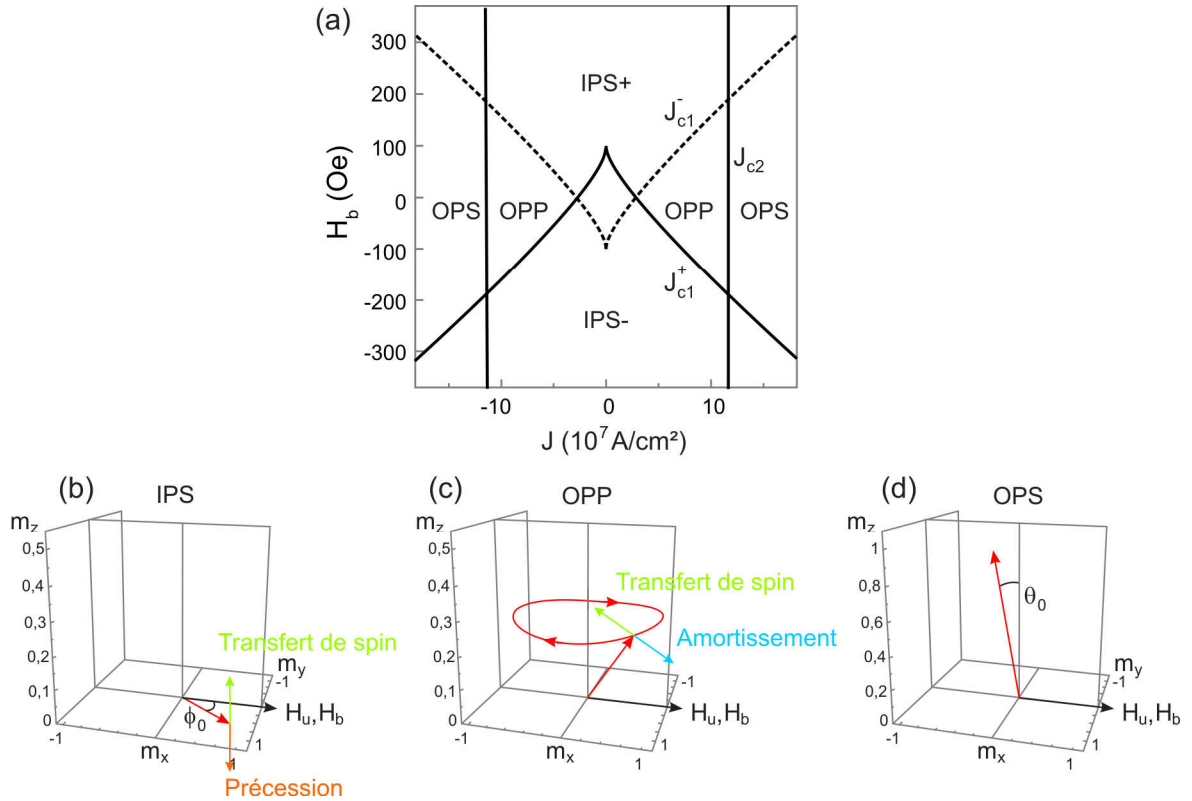 (a)
300
200
100
0
-100
-200
-300
H_b (Oe)
IPS+
J_c1^-
J_c2
OPS OPP OPP OPS
J_c1^+
IPS-
-10 0 10
J (10^7 A/cm²)
(b) IPS
m_z
0,5
0,4
0,3
0,2
0,1
0
Transfert de spin
m_y
-1
ϕ_0
H_u,H_b
1
-1
m_x
1
Précession
(c) OPP
m_z
0,5
0,4
0,3
0,2
0,1
0
Transfert de spin
Amortissement
m_y
-1
H_u,H_b
1
-1
m_x
1
(d) OPS
m_z
1
0,8
0,6
0,4
0,2
0
θ_0
m_y
-1
H_u,H_b
1
-1
m_x
1